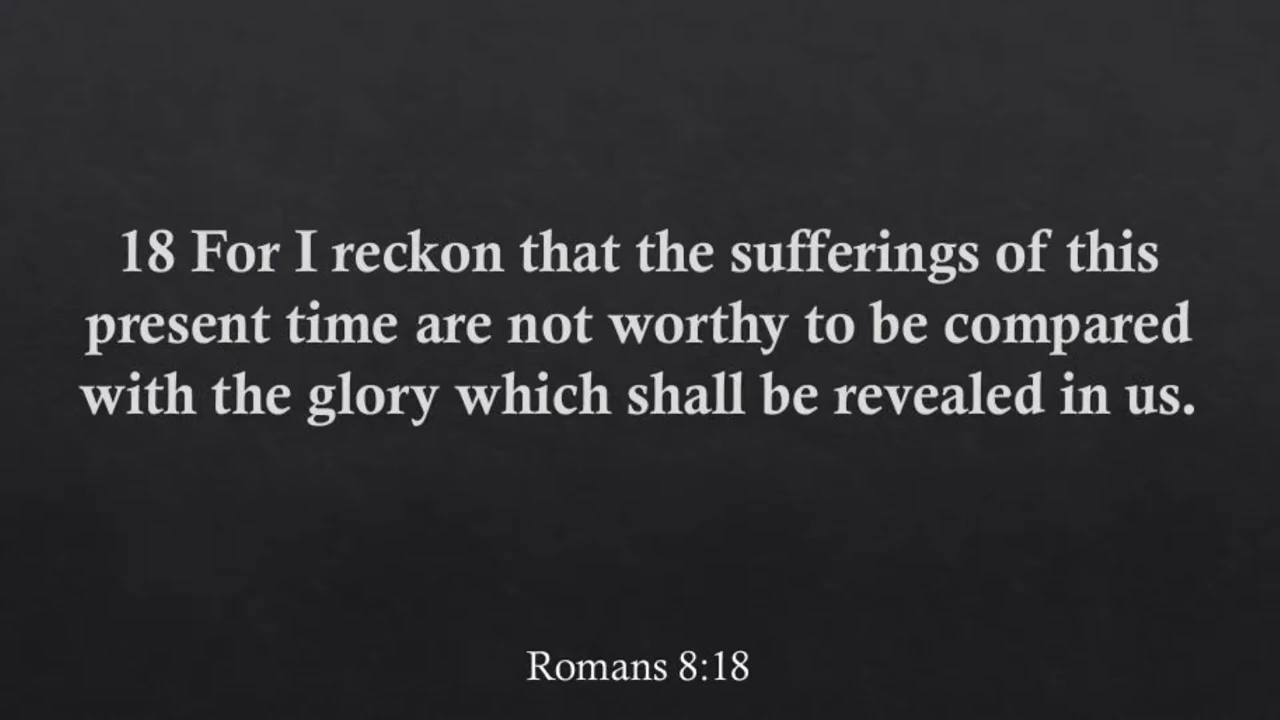 18 For I reckon that the sufferings of this
present time are not worthy to be compared
with the glory which shall be revealed in us.
Romans 8:18